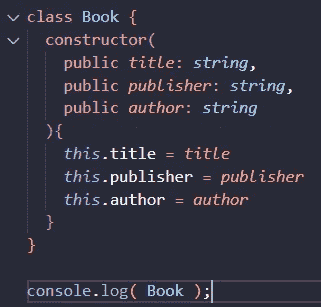 class Book {
constructor(
public title: string,
public publisher: string,
public author: string
){
this.title = title
this.publisher = publisher
this.author = author
}
}
console.log( Book );